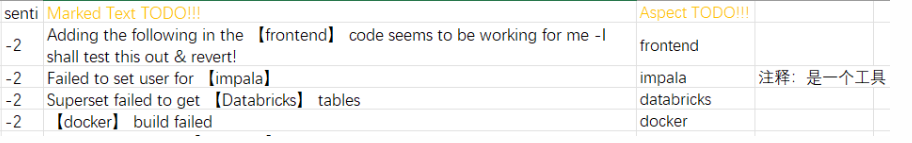 senti Marked Text TODO!!! Aspect TODO!!!
-2 Adding the following in the 【frontend】 code seems to be working for me -I
shall test this out & revert! frontend
-2 Failed to set user for 【impala】 impala 注释：是一个工具
-2 Superset failed to get 【Databricks】 tables databricks
-2 【docker】 build failed docker